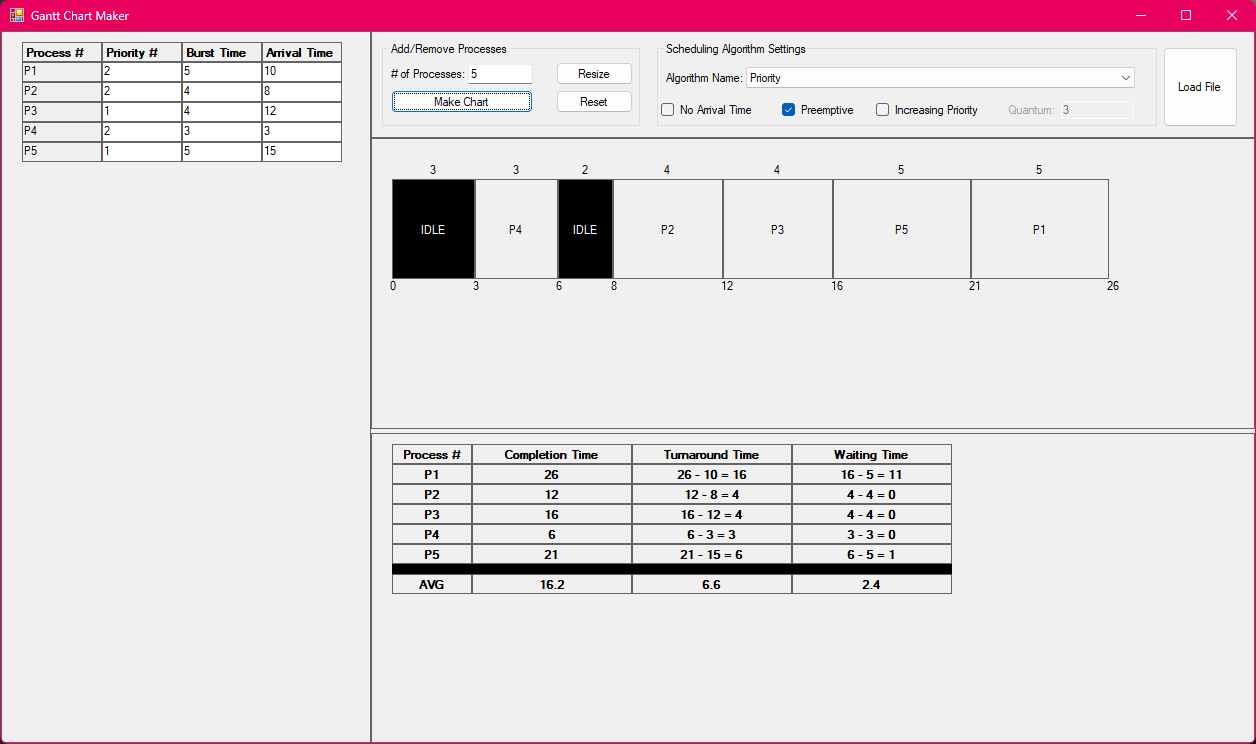 Gantt Chart Maker
Process # Priority # Burst Time Arrival Time
P1 2 5 10
P2 2 4 8
P3 1 4 12
P4 2 3 3
P5 1 5 15
Add/Remove Processes
# of Processes: 5 Resize
Make Chart Reset
Scheduling Algorithm Settings
Algorithm Name: Priority
No Arrival Time Preemptive Increasing Priority Quantum: 3
Load File
3 3 2 4 4 5 5
IDLE P4 IDLE P2 P3 P5 P1
0 3 6 8 12 16 21 26
Process # Completion Time Turnaround Time Waiting Time
P1 26 26 - 10 = 16 16 - 5 = 11
P2 12 12 - 8 = 4 4 - 4 = 0
P3 16 16 - 12 = 4 4 - 4 = 0
P4 6 6 - 3 = 3 3 - 3 = 0
P5 21 21 - 15 = 6 6 - 5 = 1
AVG 16.2 6.6 2.4